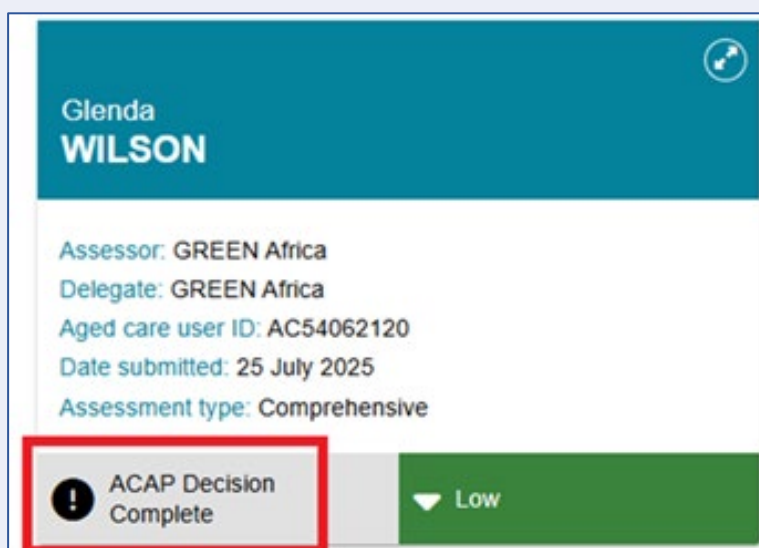 Glenda
WILSON
Assessor: GREEN Africa
Delegate: GREEN Africa
Aged care user ID: AC54062120
Date submitted: 25 July 2025
Assessment type: Comprehensive
ACAP Decision
Complete
Low